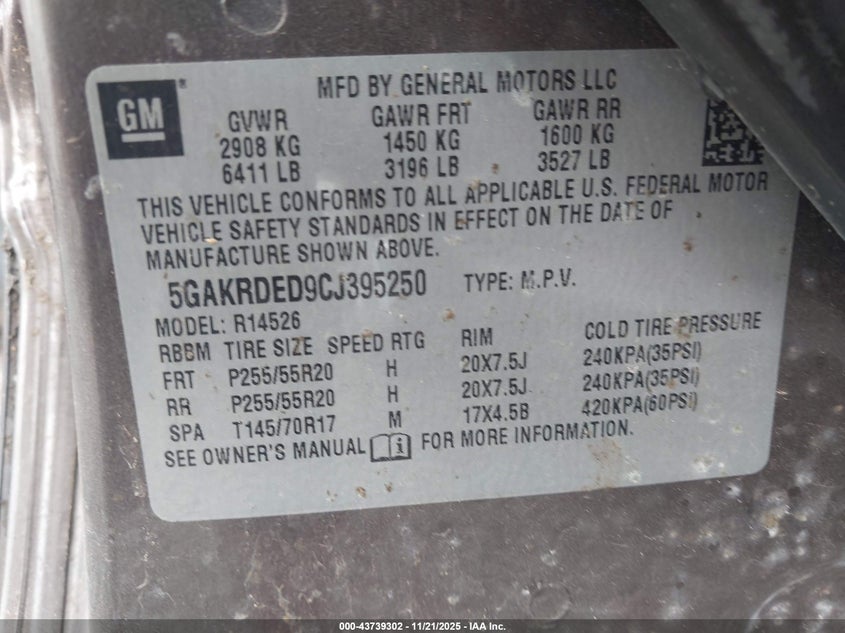 MFD BY GENERAL MOTORS LLC
GM ®
GVWR GAWR FRT GAWR RR
2908 KG 1450 KG 1600 KG
6411 LB 3196 LB 3527 LB
THIS VEHICLE CONFORMS TO ALL APPLICABLE U.S. FEDERAL MOTOR
VEHICLE SAFETY STANDARDS IN EFFECT ON THE DATE OF
MANUFACTURE SHOWN ABOVE.
5GAKRDED9CJ395250 TYPE: M.P.V.
MODEL: R14526
RBBM TIRE SIZE SPEED RTG RIM COLD TIRE PRESSURE
FRT P255/55R20 H 20X7.5J 240KPA(35PSI)
RR P255/55R20 H 20X7.5J 240KPA(35PSI)
SPA T145/70R17 M 17X4.5B 420KPA(60PSI)
SEE OWNER'S MANUAL i FOR MORE INFORMATION.
000-43739302 - 11/21/2025 - IAA Inc.